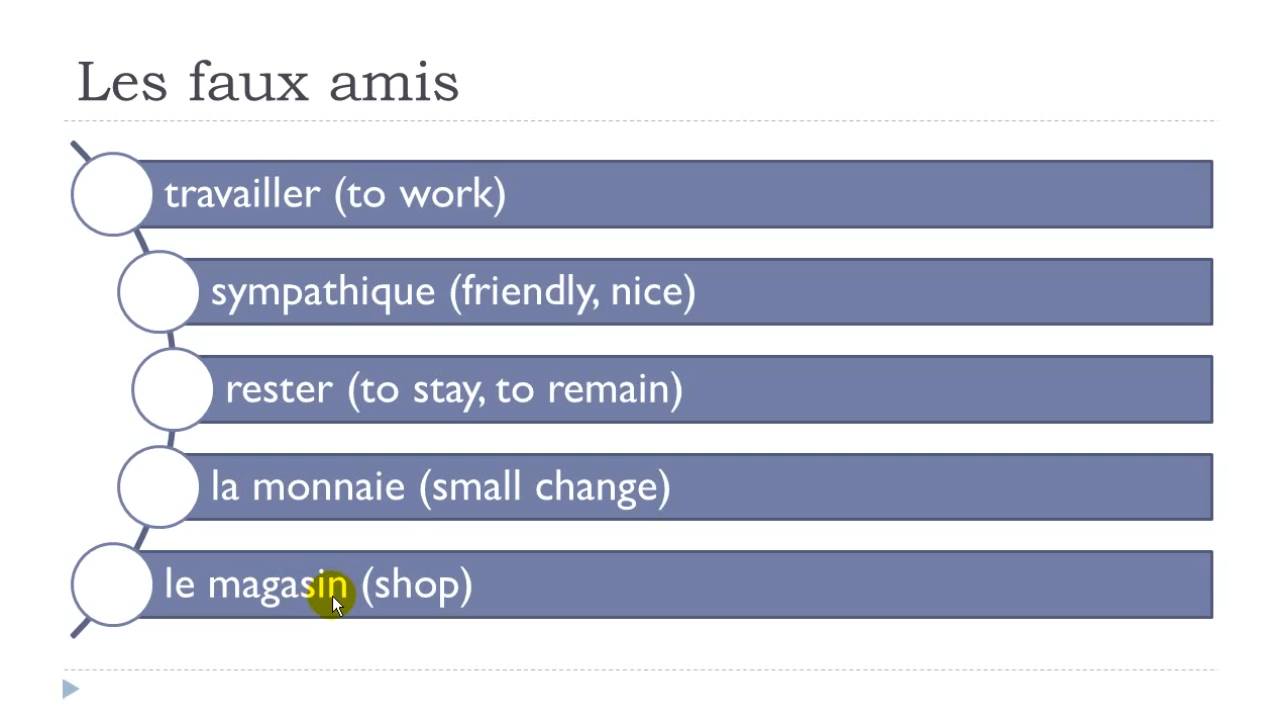 Les faux amis
travailler (to work)
sympathique (friendly, nice)
rester (to stay, to remain)
la monnaie (small change)
le magasin (shop)